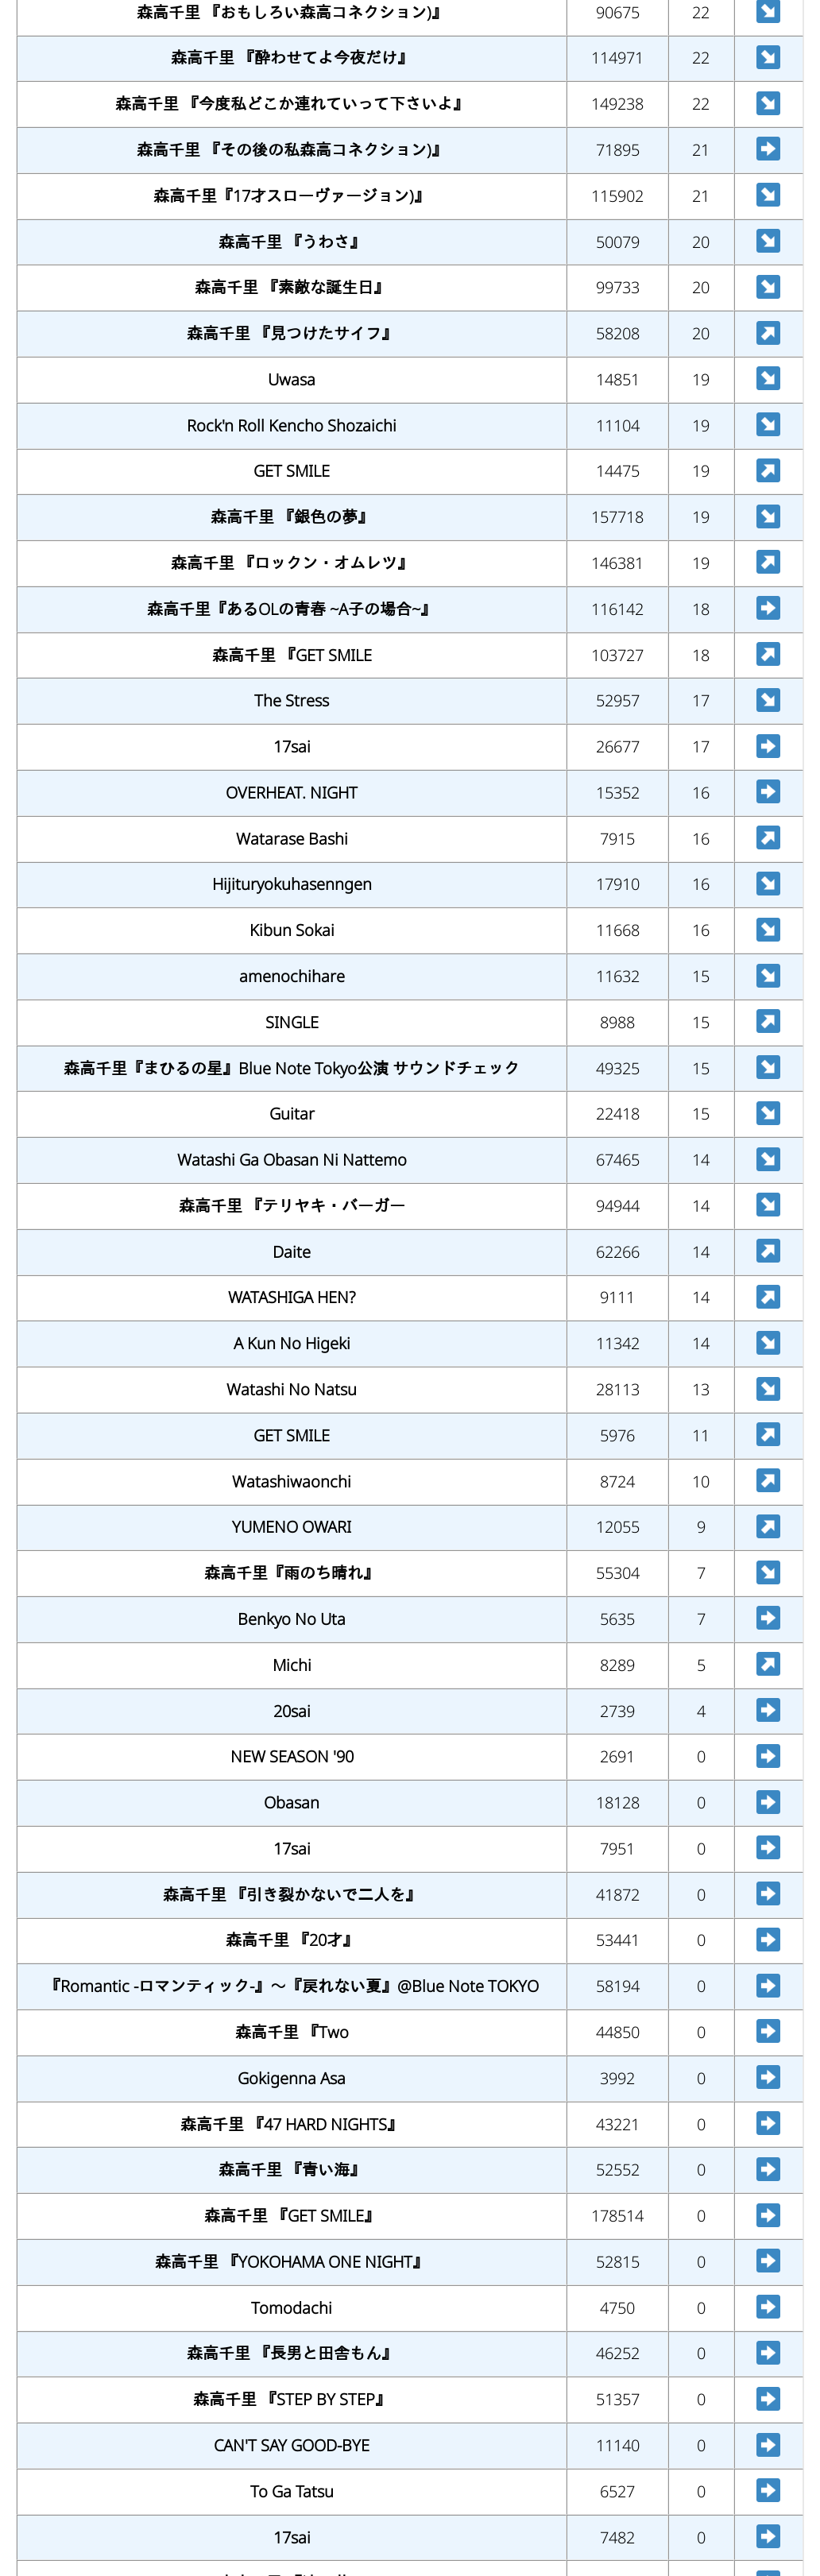 森高千里 『おもしろい森高コネクション)』 90675 22
森高千里 『酔わせてよ今夜だけ』 114971 22
森高千里 『今度私どこか連れていって下さいよ』 149238 22
森高千里 『その後の私森高コネクション)』 71895 21
森高千里『17才スローヴァージョン)』 115902 21
森高千里 『うわさ』 50079 20
森高千里 『素敵な誕生日』 99733 20
森高千里 『見つけたサイフ』 58208 20
Uwasa 14851 19
Rock'n Roll Kencho Shozaichi 11104 19
GET SMILE 14475 19
森高千里 『銀色の夢』 157718 19
森高千里 『ロックン・オムレツ』 146381 19
森高千里『あるOLの青春 ~A子の場合~』 116142 18
森高千里 『GET SMILE 103727 18
The Stress 52957 17
17sai 26677 17
OVERHEAT. NIGHT 15352 16
Watarase Bashi 7915 16
Hijituryokuhasenngen 17910 16
Kibun Sokai 11668 16
amenochihare 11632 15
SINGLE 8988 15
森高千里『まひるの星』Blue Note Tokyo公演 サウンドチェック 49325 15
Guitar 22418 15
Watashi Ga Obasan Ni Nattemo 67465 14
森高千里 『テリヤキ・バーガー 94944 14
Daite 62266 14
WATASHIGA HEN? 9111 14
A Kun No Higeki 11342 14
Watashi No Natsu 28113 13
GET SMILE 5976 11
Watashiwaonchi 8724 10
YUMENO OWARI 12055 9
森高千里『雨のち晴れ』 55304 7
Benkyo No Uta 5635 7
Michi 8289 5
20sai 2739 4
NEW SEASON '90 2691 0
Obasan 18128 0
17sai 7951 0
森高千里 『引き裂かないで二人を』 41872 0
森高千里 『20才』 53441 0
『Romantic -ロマンティック-』～『戻れない夏』@Blue Note TOKYO 58194 0
森高千里 『Two 44850 0
Gokigenna Asa 3992 0
森高千里 『47 HARD NIGHTS』 43221 0
森高千里 『青い海』 52552 0
森高千里 『GET SMILE』 178514 0
森高千里 『YOKOHAMA ONE NIGHT』 52815 0
Tomodachi 4750 0
森高千里 『長男と田舎もん』 46252 0
森高千里 『STEP BY STEP』 51357 0
CAN'T SAY GOOD-BYE 11140 0
To Ga Tatsu 6527 0
17sai 7482 0